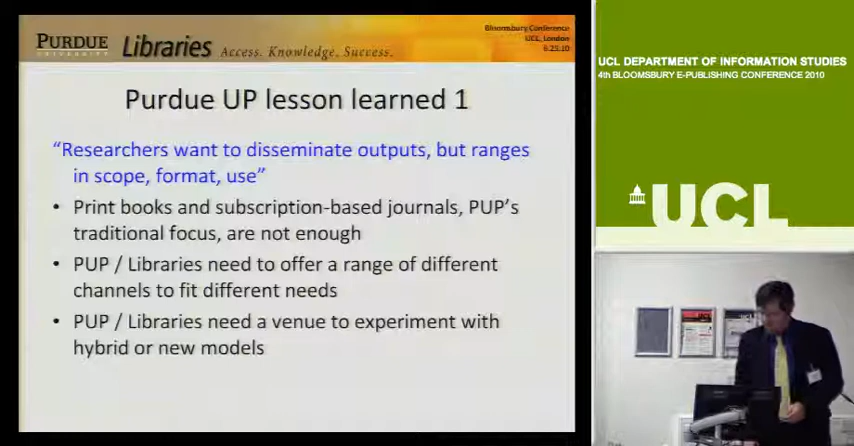 PURDUE
UNIVERSITY
Libraries
Access. Knowledge. Success.
Bloomsbury Conference
UCL, London
6.25.10
Purdue UP lesson learned 1
“Researchers want to disseminate outputs, but ranges
in scope, format, use”
• Print books and subscription-based journals, PUP’s
traditional focus, are not enough
• PUP / Libraries need to offer a range of different
channels to fit different needs
• PUP / Libraries need a venue to experiment with
hybrid or new models
UCL DEPARTMENT OF INFORMATION STUDIES
4TH BLOOMSBURY E-PUBLISHING CONFERENCE 2010
UCL